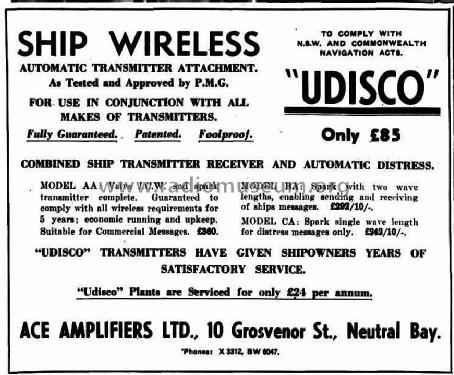 SHIP WIRELESS
AUTOMATIC TRANSMITTER ATTACHMENT.
As Tested and Approved by P.M.G.
FOR USE IN CONJUNCTION WITH ALL
MAKES OF TRANSMITTERS.
Fully Guaranteed. Patented. Foolproof.
TO COMPLY WITH
N.S.W. AND COMMONWEALTH
NAVIGATION ACTS.
"UDISCO"
Only £85
COMBINED SHIP TRANSMITTER RECEIVER AND AUTOMATIC DISTRESS.
www.radiomuseum.org
MODEL AA: Valve I.C.W. and spark
transmitter complete. Guaranteed to
comply with all wireless requirements for
5 years; economic running and upkeep.
Suitable for Commercial Messages. £360.
MODEL BA: Spark with two wave
lengths, enabling sending and receiving
of ships messages. £292/10/-.
MODEL CA: Spark single wave length
for distress messages only. £242/10/-.
"UDISCO" TRANSMITTERS HAVE GIVEN SHIPOWNERS YEARS OF
SATISFACTORY SERVICE.
"Udisco" Plants are Serviced for only £24 per annum.
ACE AMPLIFIERS LTD., 10 Grosvenor St., Neutral Bay.
'Phones: X 3312, BW 6047.